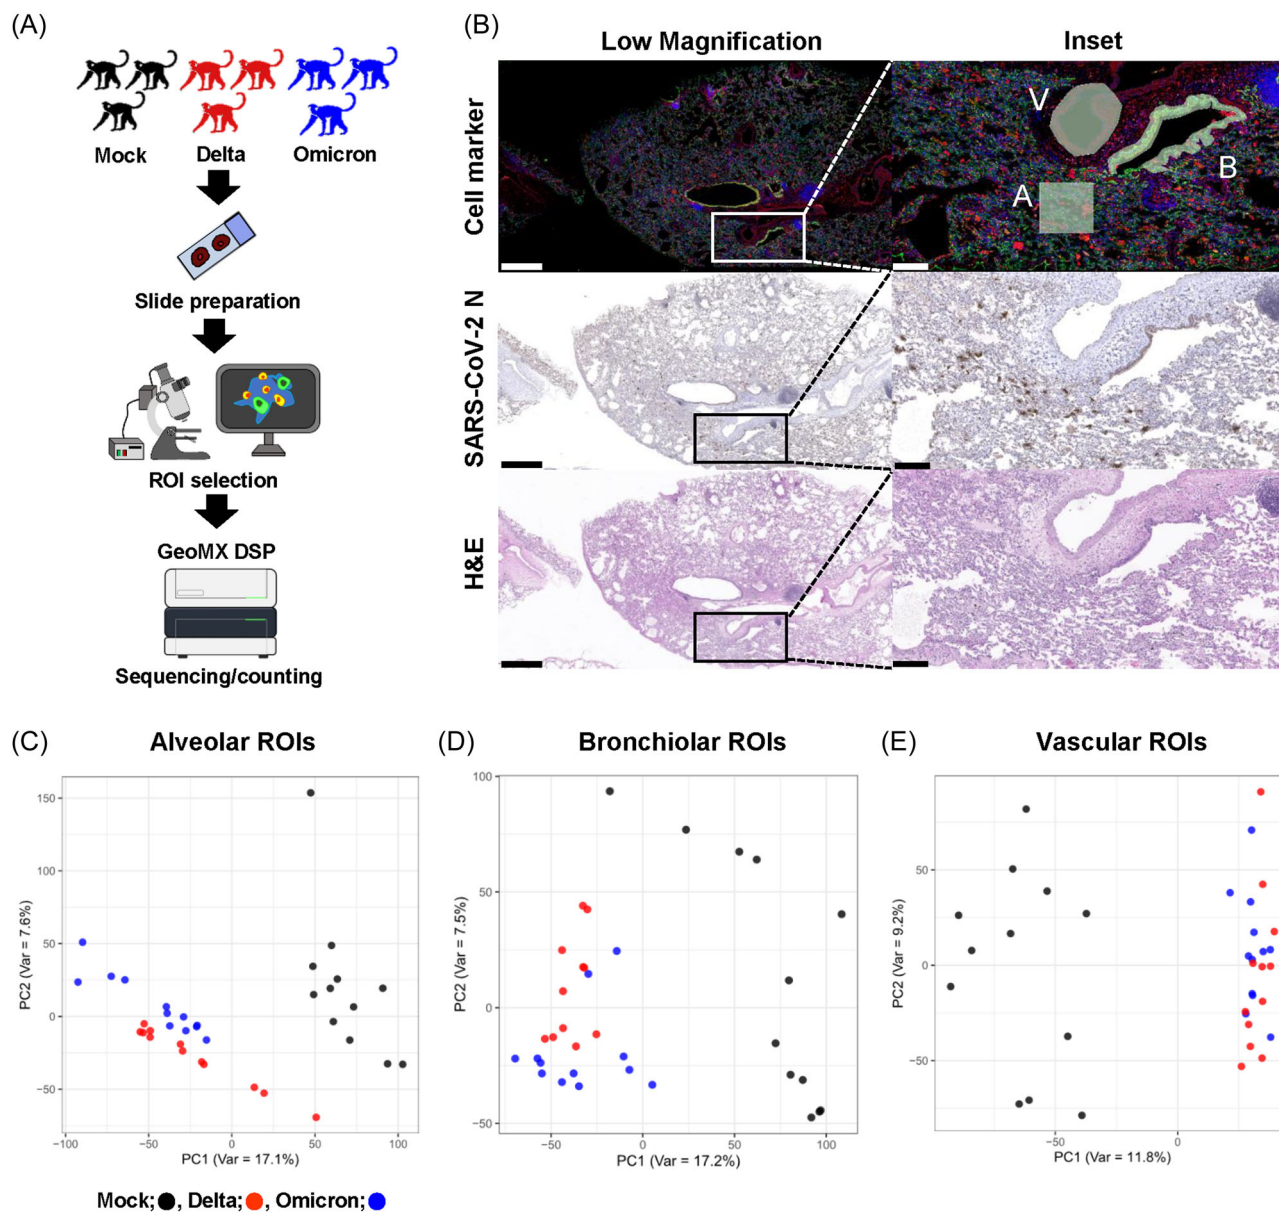 (A)
Mock
Delta
Omicron
Slide preparation
ROI selection
GeoMX DSP
Sequencing/counting
(B)
Low Magnification
Inset
Cell marker
V
B
A
SARS-CoV-2 N
H&E
(C)
Alveolar ROIs
150
100
50
0
−50
PC2 (Var = 7.6%)
−100
−50
0
50
100
PC1 (Var = 17.1%)
(D)
Bronchiolar ROIs
100
50
0
−50
PC2 (Var = 7.5%)
−50
0
50
100
PC1 (Var = 17.2%)
(E)
Vascular ROIs
50
0
−50
PC2 (Var = 9.2%)
−50
0
PC1 (Var = 11.8%)
Mock; , Delta; , Omicron;